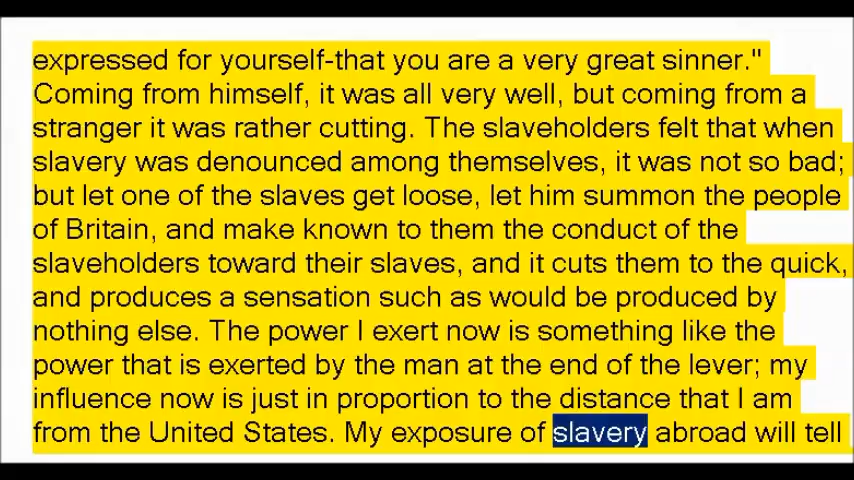 expressed for yourself-that you are a very great sinner."
Coming from himself, it was all very well, but coming from a
stranger it was rather cutting. The slaveholders felt that when
slavery was denounced among themselves, it was not so bad;
but let one of the slaves get loose, let him summon the people
of Britain, and make known to them the conduct of the
slaveholders toward their slaves, and it cuts them to the quick,
and produces a sensation such as would be produced by
nothing else. The power I exert now is something like the
power that is exerted by the man at the end of the lever; my
influence now is just in proportion to the distance that I am
from the United States. My exposure of slavery abroad will tell